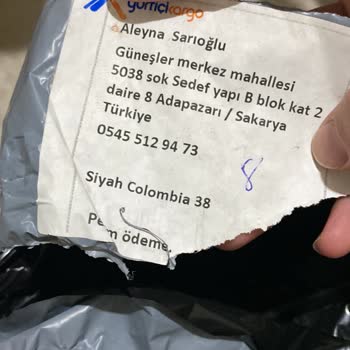 yurtiçi kargo
Aleyna Sarıoğlu
Güneşler merkez mahallesi
5038 sok Sedef yapı B blok kat 2
daire 8 Adapazarı / Sakarya
Türkiye
0545 512 94 73
8
Siyah Colombia 38
ödeme,